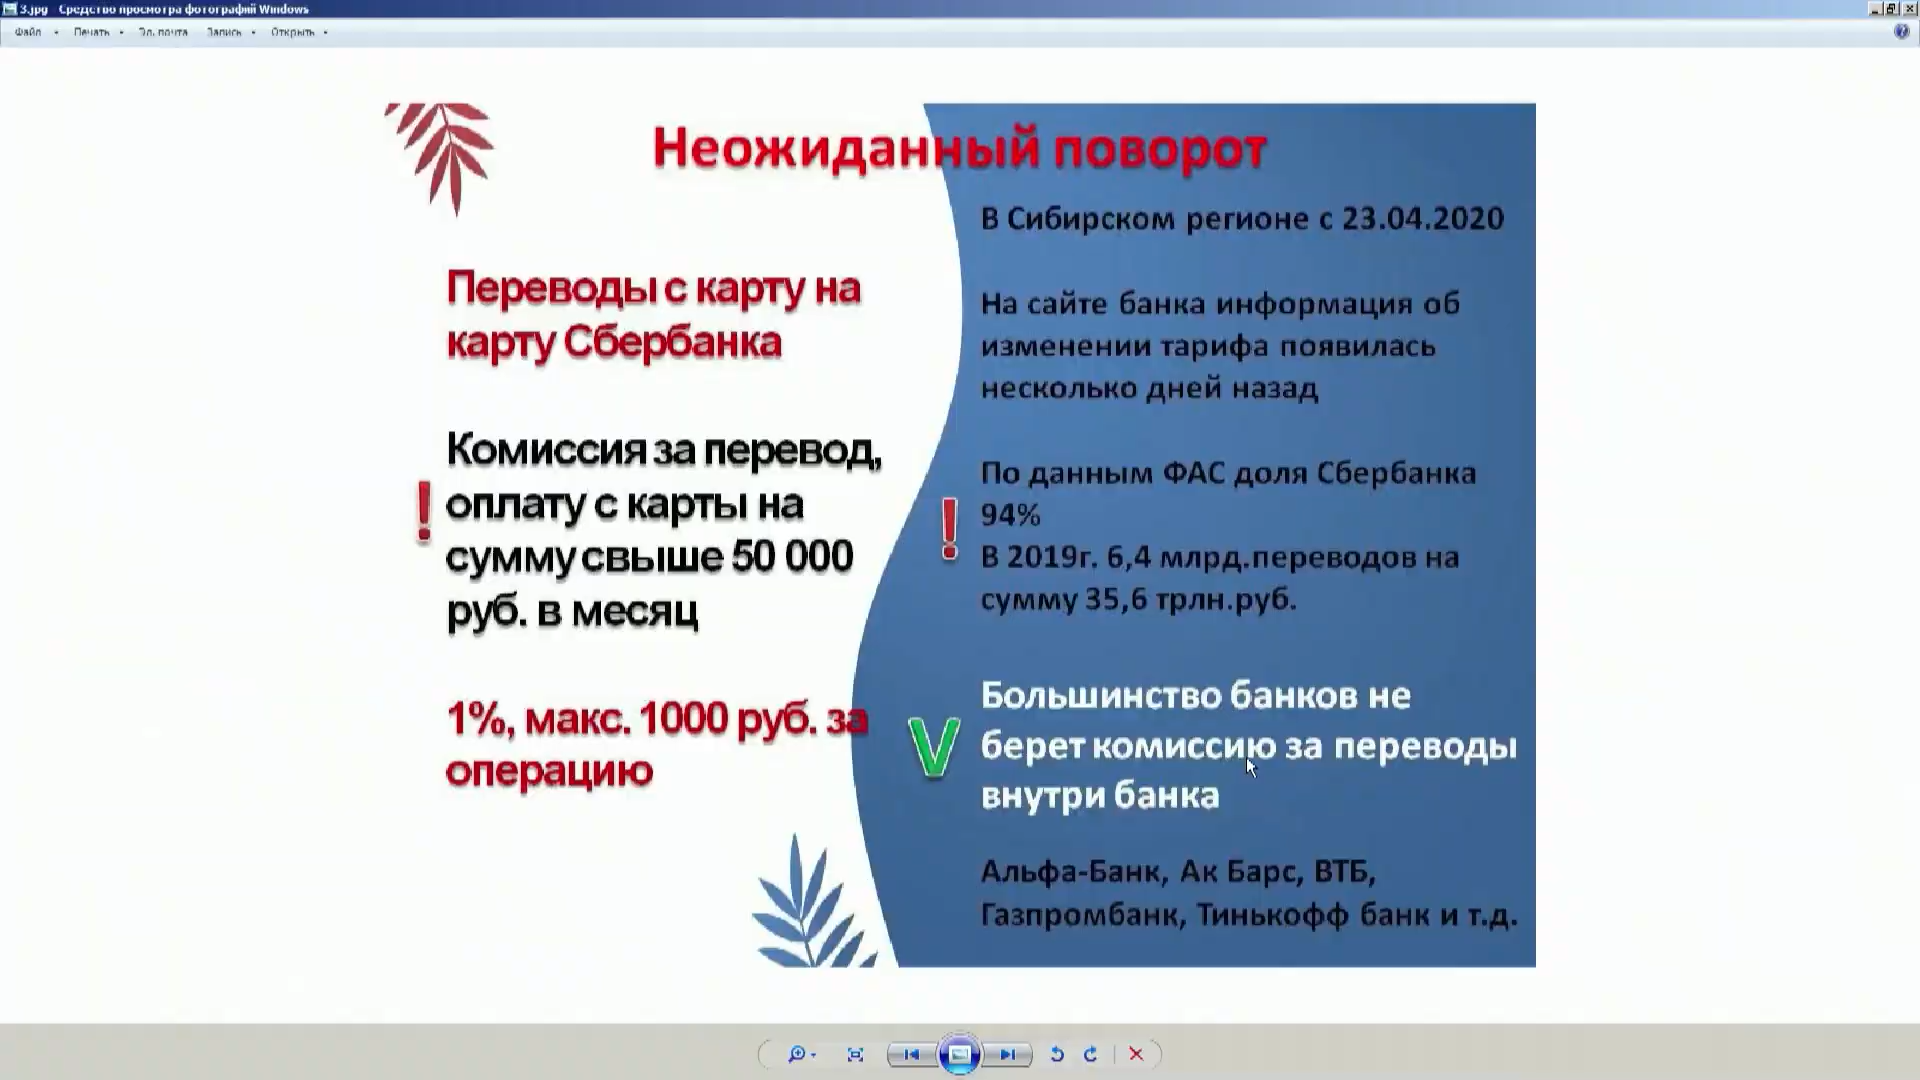 3.jpg - Средство просмотра фотографий Windows
Файл Печать Эл. почта Запись Открыть
Неожиданный поворот
Переводы с карту на
карту Сбербанка
Комиссия за перевод,
оплату с карты на
сумму свыше 50 000
руб. в месяц
!
1%, макс. 1000 руб. за
операцию
В Сибирском регионе с 23.04.2020
На сайте банка информация об
изменении тарифа появилась
несколько дней назад
По данным ФАС доля Сбербанка
94%
!
В 2019г. 6,4 млрд.переводов на
сумму 35,6 трлн.руб.
Большинство банков не
V
берет комиссию за переводы
внутри банка
Альфа-Банк, Ак Барс, ВТБ,
Газпромбанк, Тинькофф банк и т.д.